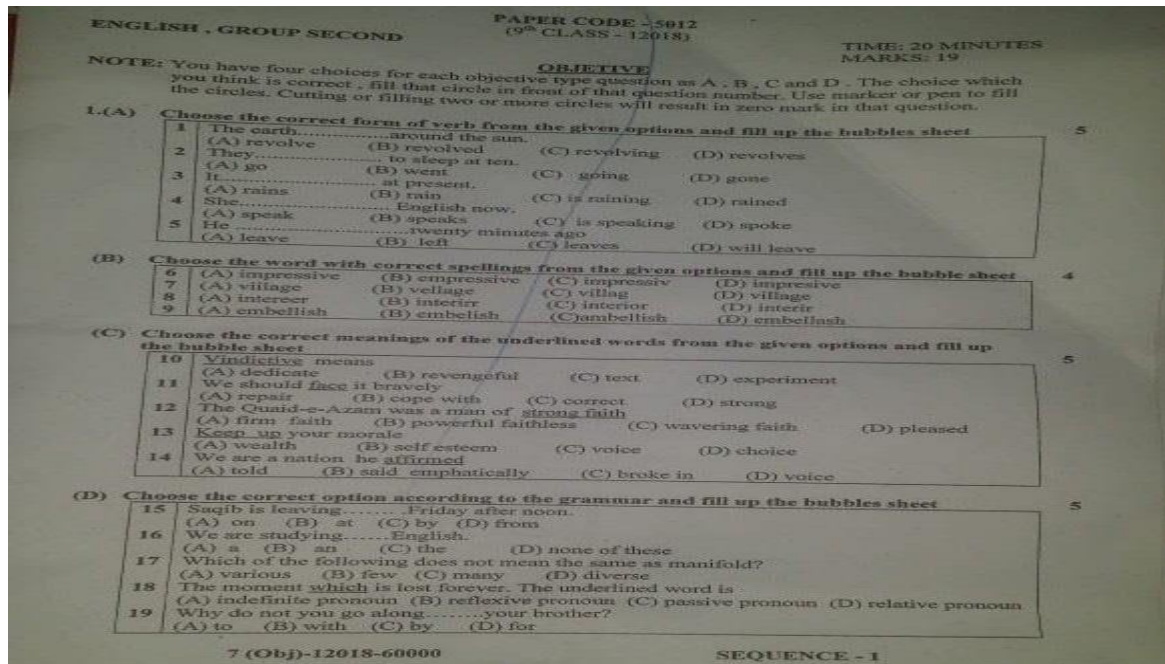 PAPER CODE - 5012
ENGLISH , GROUP SECOND (9th CLASS - 12018) TIME: 20 MINUTES
OBJETIVE MARKS: 19
NOTE: You have four choices for each objective type question as A , B , C and D . The choice which
you think is correct , fill that circle in front of that question number. Use marker or pen to fill
the circles. Cutting or filling two or more circles will result in zero mark in that question.
1.(A) Choose the correct form of verb from the given options and fill up the bubbles sheet 5
1 The earth...............around the sun.
(A) revolve (B) revolved (C) revolving (D) revolves
2 They..................... to sleep at ten.
(A) go (B) went (C) going (D) gone
3 It........................... at present.
(A) rains (B) rain (C) is raining (D) rained
4 She......................... English now.
(A) speak (B) speaks (C) is speaking (D) spoke
5 He .............................twenty minutes ago
(A) leave (B) left (C) leaves (D) will leave
(B) Choose the word with correct spellings from the given options and fill up the bubble sheet 4
6 (A) impressive (B) empressive (C) impressiv (D) impresive
7 (A) viilage (B) vellage (C) villag (D) village
8 (A) intereer (B) interirr (C) interior (D) interir
9 (A) embellish (B) embelish (C)ambellish (D) embellash
(C) Choose the correct meanings of the underlined words from the given options and fill up
the bubble sheet 5
10 Vindictive means
(A) dedicate (B) revengeful (C) text (D) experiment
11 We should face it bravely
(A) repair (B) cope with (C) correct (D) strong
12 The Quaid-e-Azam was a man of strong faith
(A) firm faith (B) powerful faithless (C) wavering faith (D) pleased
13 Keep up your morale
(A) wealth (B) self esteem (C) voice (D) choice
14 We are a nation he affirmed
(A) told (B) said emphatically (C) broke in (D) voice
(D) Choose the correct option according to the grammar and fill up the bubbles sheet 5
15 Saqib is leaving........Friday after noon.
(A) on (B) at (C) by (D) from
16 We are studying......English.
(A) a (B) an (C) the (D) none of these
17 Which of the following does not mean the same as manifold?
(A) various (B) few (C) many (D) diverse
18 The moment which is lost forever. The underlined word is
(A) indefinite pronoun (B) reflexive pronoun (C) passive pronoun (D) relative pronoun
19 Why do not you go along........your brother?
(A) to (B) with (C) by (D) for
7 (Obj)-12018-60000 SEQUENCE - 1